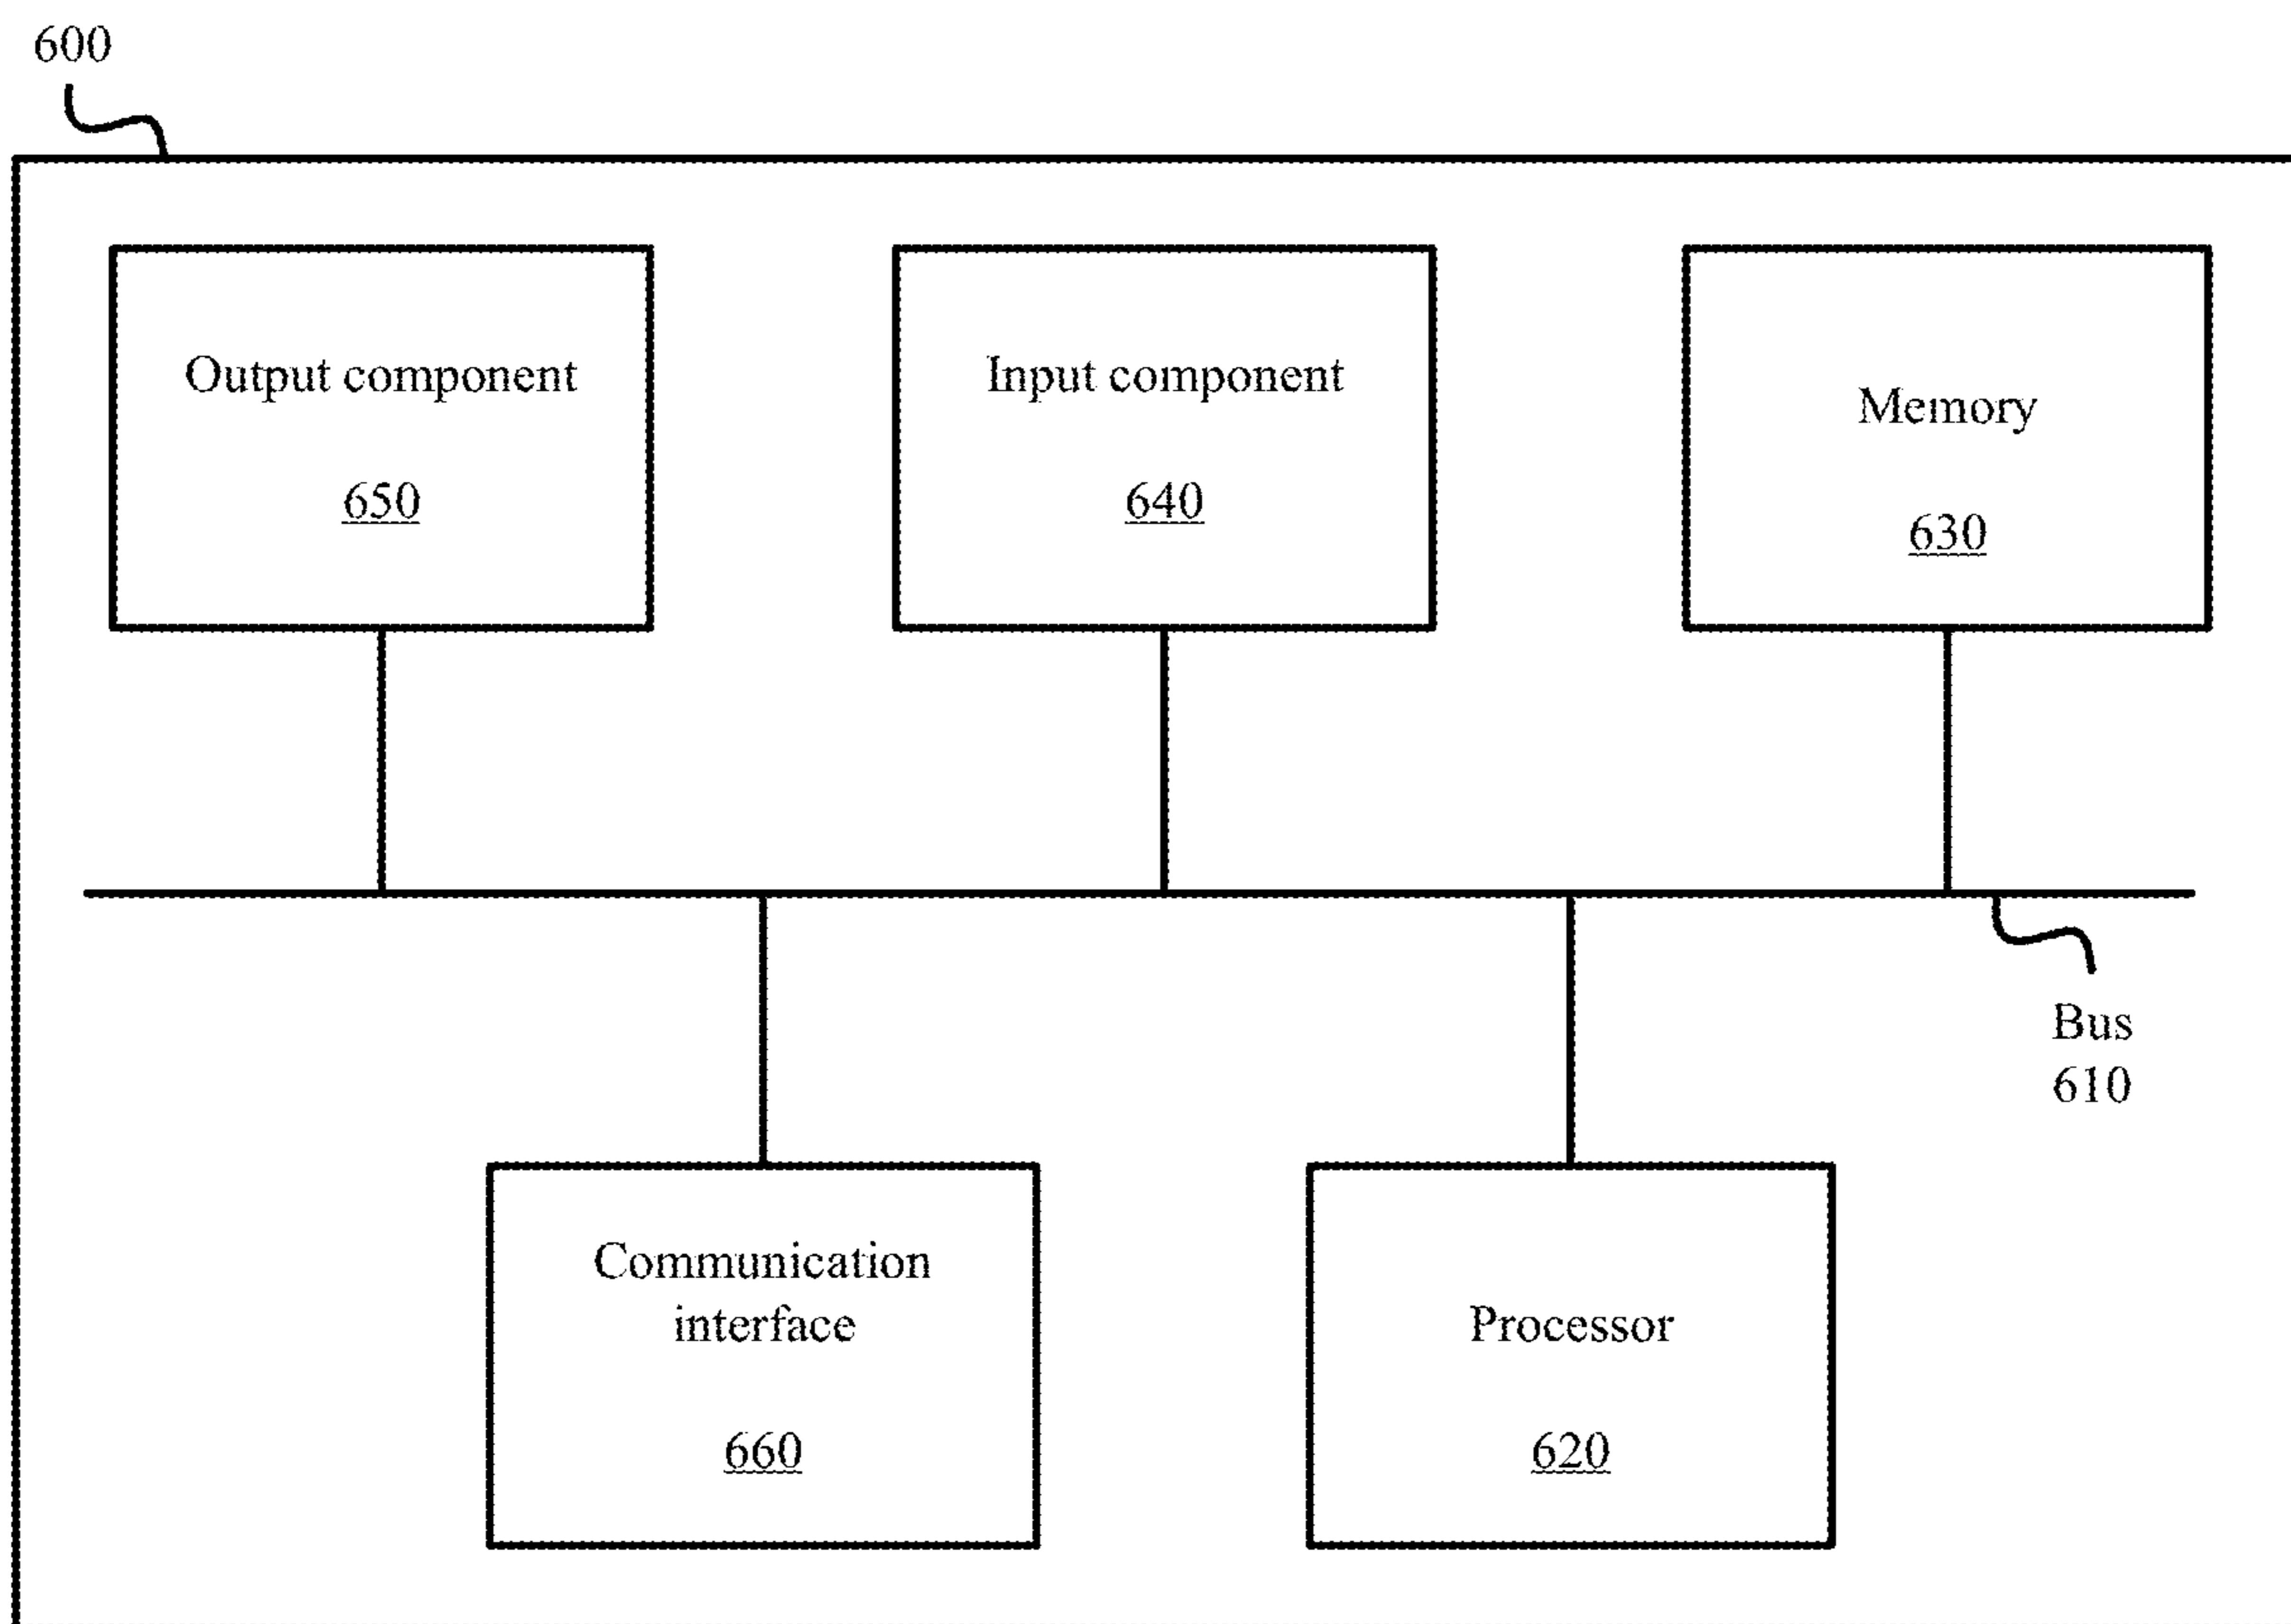 600
Output component
650
Input component
640
Memory
630
Bus
610
Communication
interface
660
Processor
620